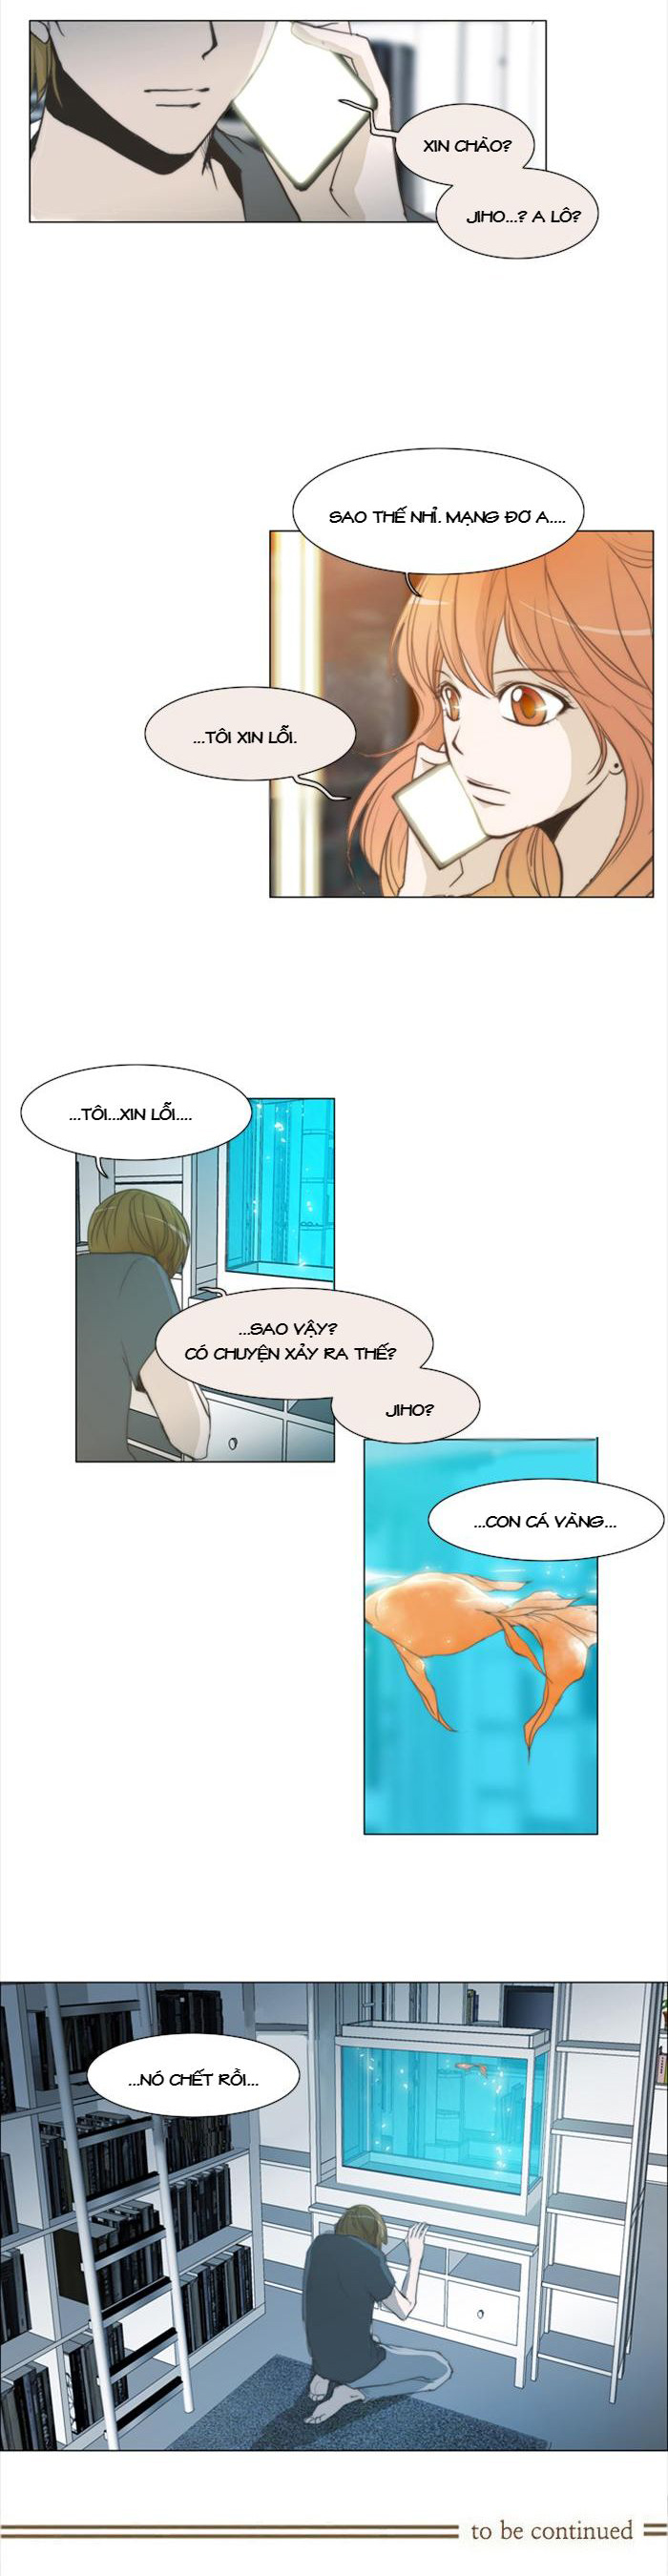 XIN CHÀO?
JIHO...? A LÔ?
SAO THẾ NHỈ. MẠNG ĐƠ A....
...TÔI XIN LỖI.
...TÔI...XIN LỖI....
...SAO VẬY?
CÓ CHUYỆN XẢY RA THẾ?
JIHO?
...CON CÁ VÀNG...
...NÓ CHẾT RỒI...
to be continued